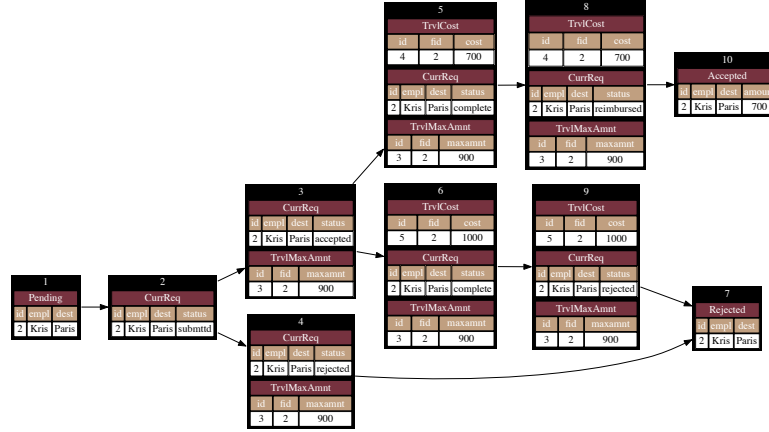 1
Pending
id empl dest
2 Kris Paris
2
CurrReq
id empl dest status
2 Kris Paris submttd
3
CurrReq
id empl dest status
2 Kris Paris accepted
TrvlMaxAmnt
id fid maxamnt
3 2 900
4
CurrReq
id empl dest status
2 Kris Paris rejected
TrvlMaxAmnt
id fid maxamnt
3 2 900
5
TrvlCost
id fid cost
4 2 700
CurrReq
id empl dest status
2 Kris Paris complete
TrvlMaxAmnt
id fid maxamnt
3 2 900
6
TrvlCost
id fid cost
5 2 1000
CurrReq
id empl dest status
2 Kris Paris complete
TrvlMaxAmnt
id fid maxamnt
3 2 900
8
TrvlCost
id fid cost
4 2 700
CurrReq
id empl dest status
2 Kris Paris reimbursed
TrvlMaxAmnt
id fid maxamnt
3 2 900
9
TrvlCost
id fid cost
5 2 1000
CurrReq
id empl dest status
2 Kris Paris rejected
TrvlMaxAmnt
id fid maxamnt
3 2 900
10
Accepted
id empl dest amount
2 Kris Paris 700
7
Rejected
id empl dest
2 Kris Paris